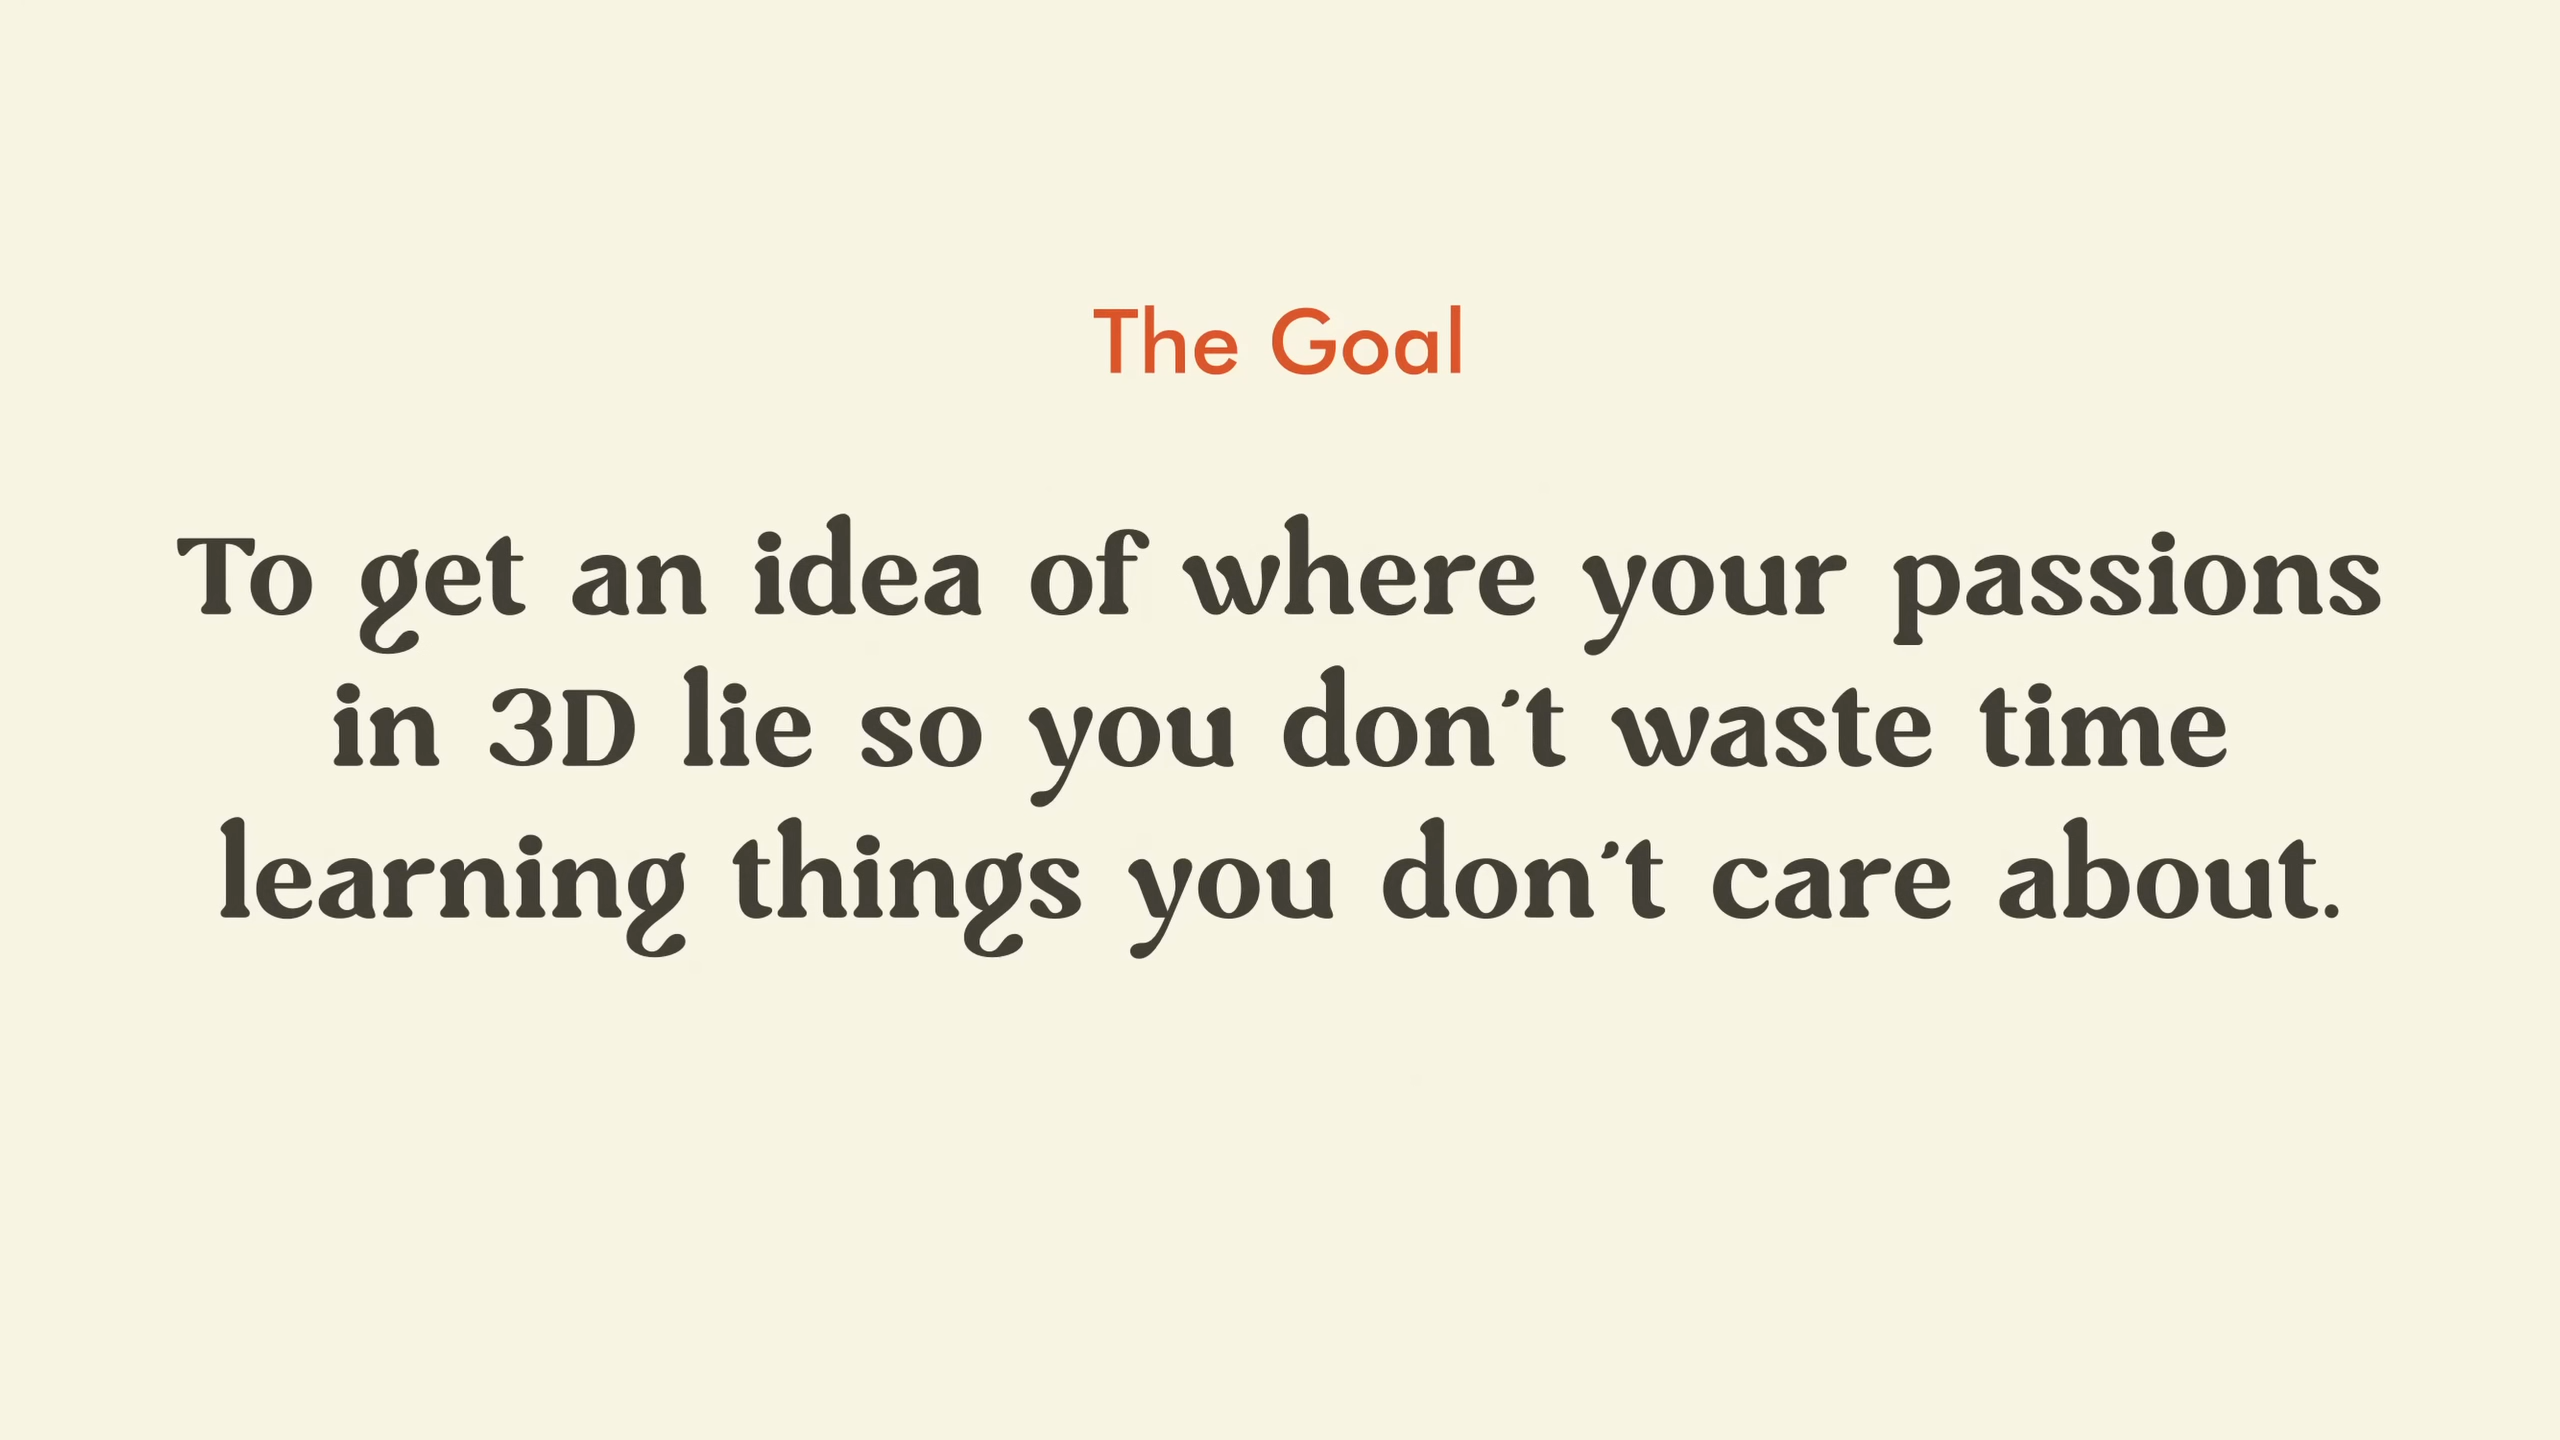 The Goal
To get an idea of where your passions
in 3D lie so you don't waste time
learning things you don't care about.